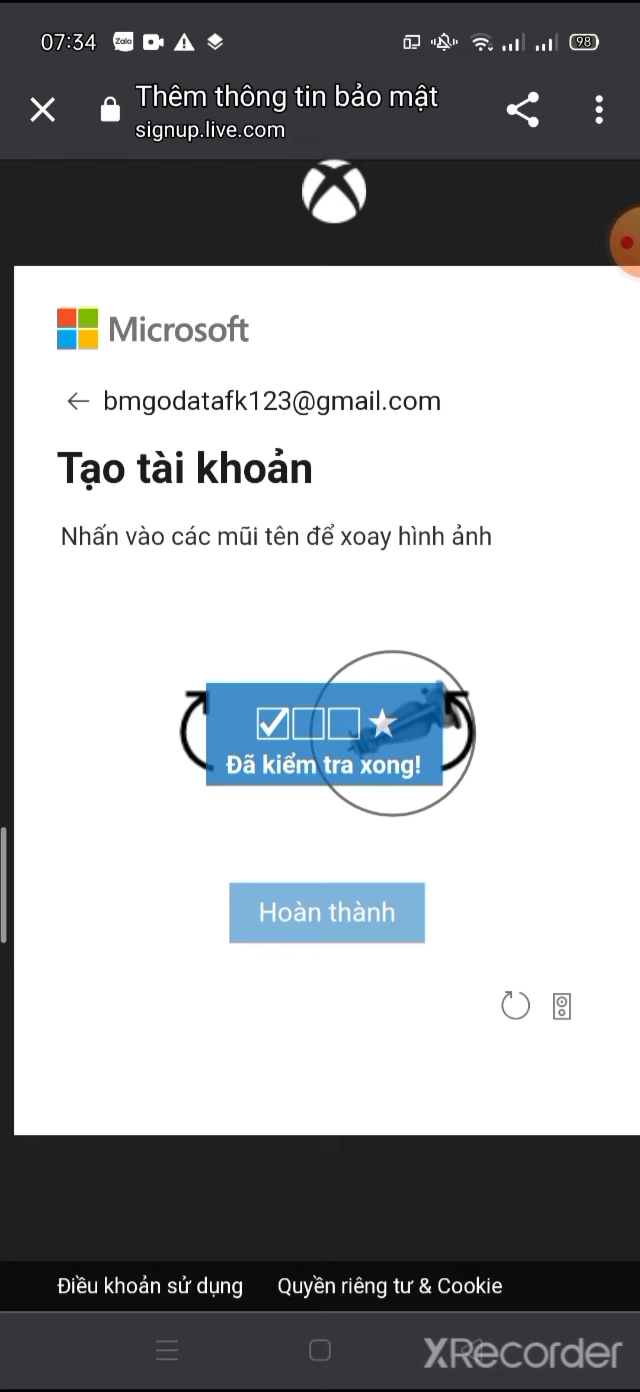 07:34
Zalo
98
Thêm thông tin bảo mật
signup.live.com
Microsoft
bmgodatafk123@gmail.com
Tạo tài khoản
Nhấn vào các mũi tên để xoay hình ảnh
Đã kiểm tra xong!
Hoàn thành
Điều khoản sử dụng Quyền riêng tư & Cookie
XRecorder